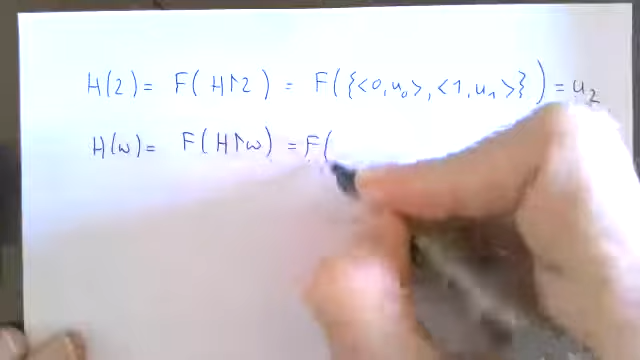 H(2) = F(H↾2) = F({<0,u₀>,<1,u₁>}) = u₂
H(ω) = F(H↾ω) = F(